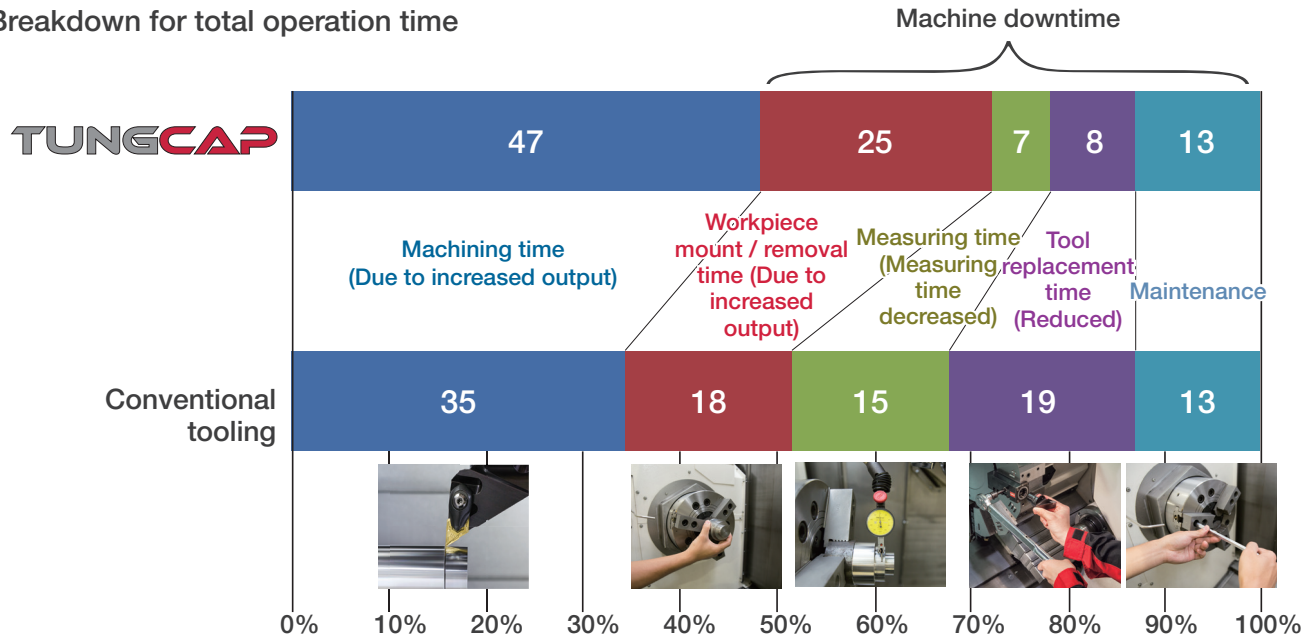 Breakdown for total operation time
Machine downtime
TUNGCAP
47
25
7
8
13
Machining time
(Due to increased output)
Workpiece
mount / removal
time (Due to
increased
output)
Measuring time
(Measuring
time
decreased)
Tool
replacement
time
(Reduced)
Maintenance
Conventional
tooling
35
18
15
19
13
0%
10%
20%
30%
40%
50%
60%
70%
80%
90%
100%